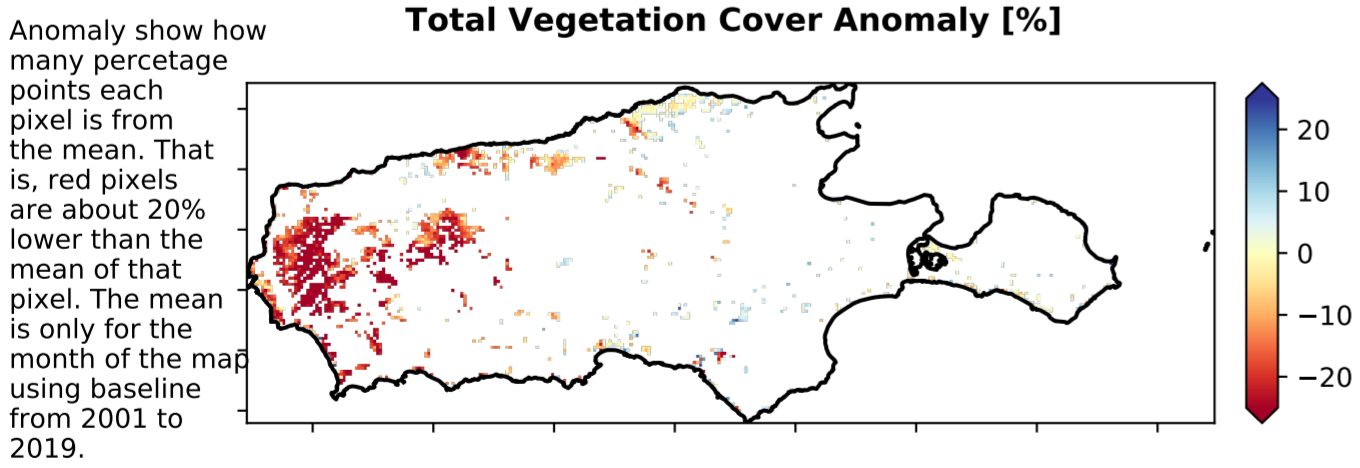 Total Vegetation Cover Anomaly [%]
Anomaly show how
many percetage
points each
pixel is from
the mean. That
is, red pixels
are about 20%
lower than the
mean of that
pixel. The mean
is only for the
month of the map
using baseline
from 2001 to
2019.
20
10
0
−10
−20